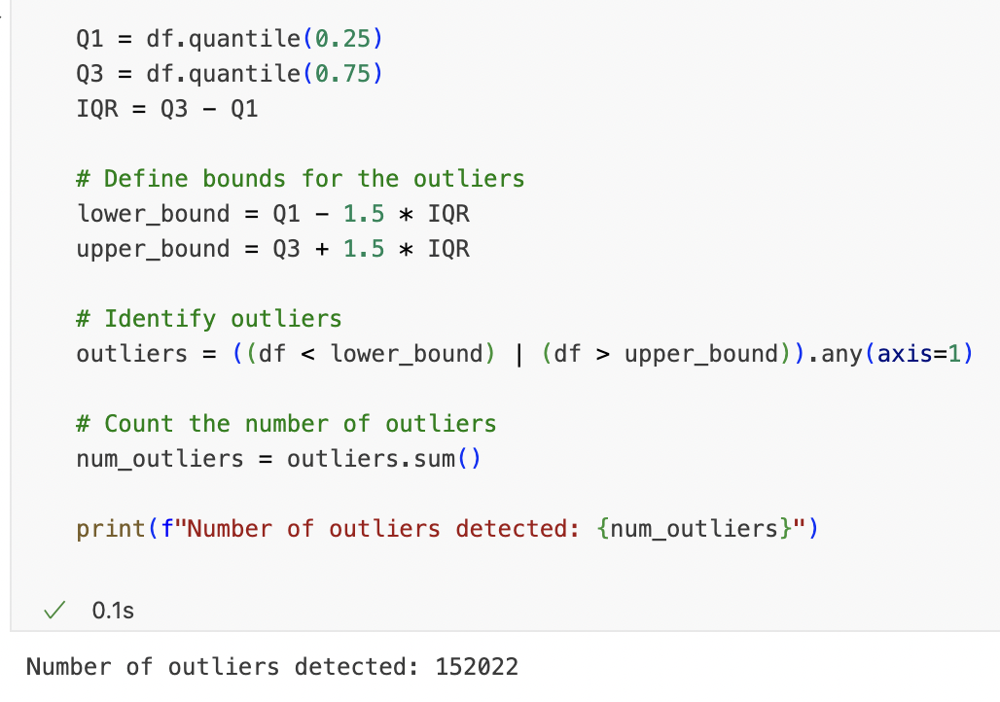 Q1 = df.quantile(0.25)
Q3 = df.quantile(0.75)
IQR = Q3 - Q1
# Define bounds for the outliers
lower_bound = Q1 - 1.5 * IQR
upper_bound = Q3 + 1.5 * IQR
# Identify outliers
outliers = ((df < lower_bound) | (df > upper_bound)).any(axis=1)
# Count the number of outliers
num_outliers = outliers.sum()
print(f"Number of outliers detected: {num_outliers}")
✓ 0.1s
Number of outliers detected: 152022